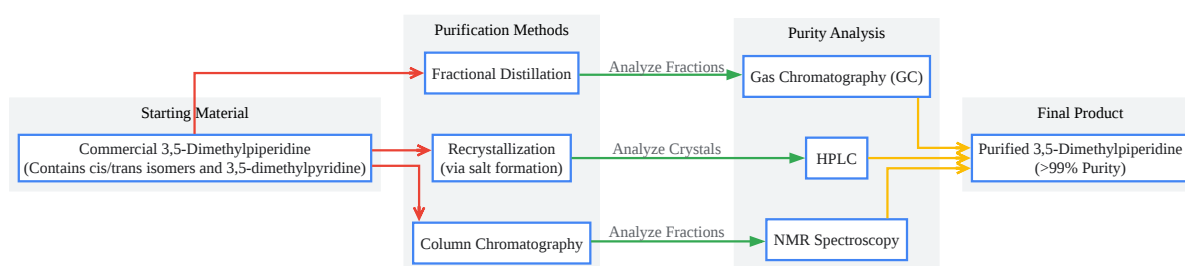 Purification Methods
Purity Analysis
Fractional Distillation
Analyze Fractions
Gas Chromatography (GC)
Starting Material
Final Product
Commercial 3,5-Dimethylpiperidine
(Contains cis/trans isomers and 3,5-dimethylpyridine)
Recrystallization
(via salt formation)
Analyze Crystals
HPLC
Purified 3,5-Dimethylpiperidine
(>99% Purity)
Column Chromatography
Analyze Fractions
NMR Spectroscopy